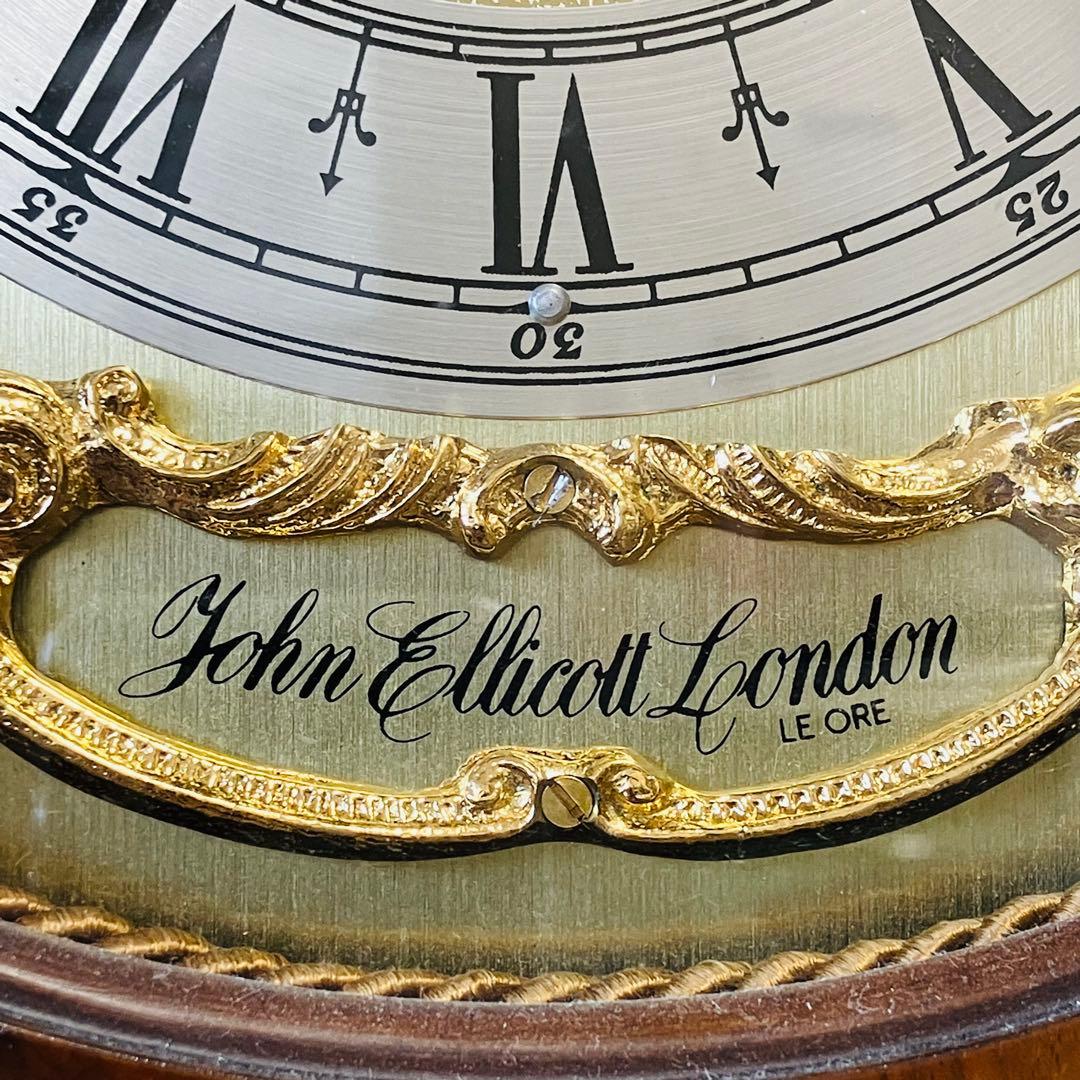 VII VI V
35 30 25
John Ellicott London
LE ORE